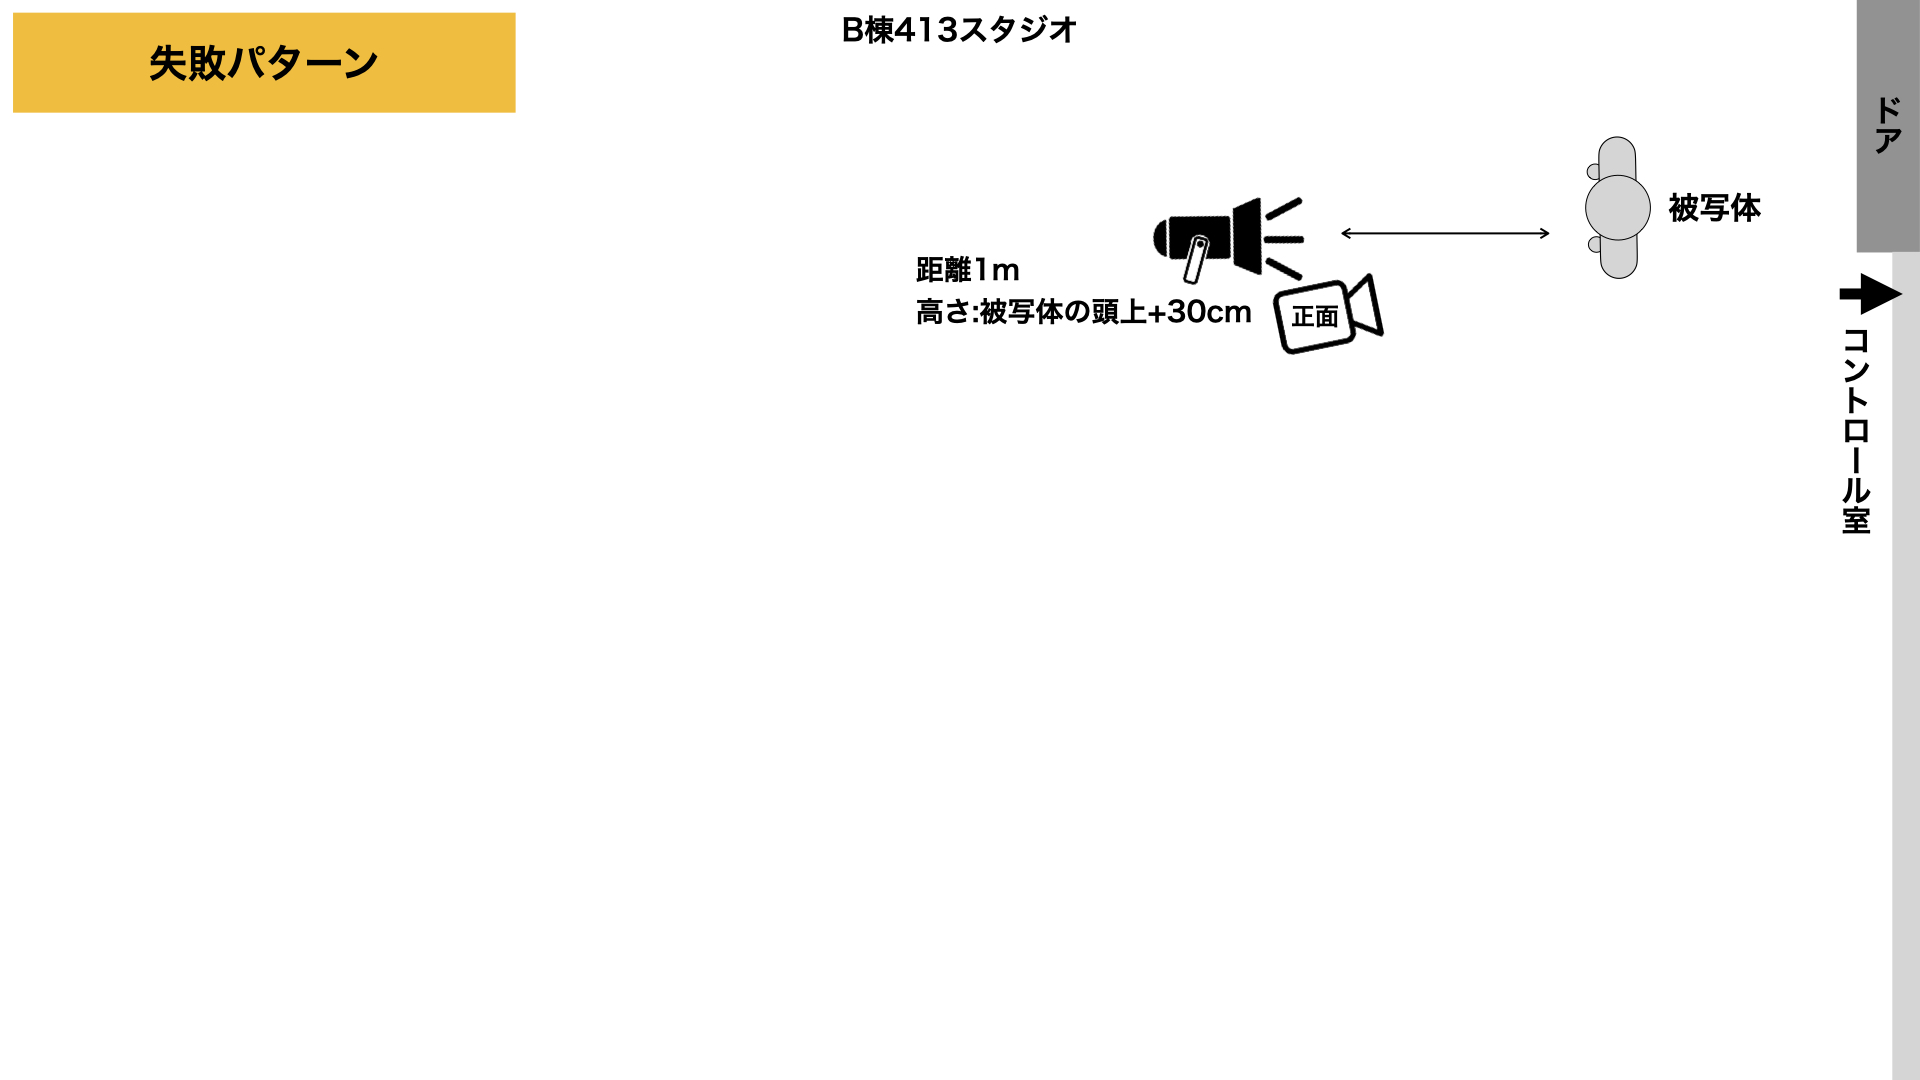 失敗パターン
B棟413スタジオ
ドア
被写体
距離1m
高さ:被写体の頭上+30cm
正面
コントロール室